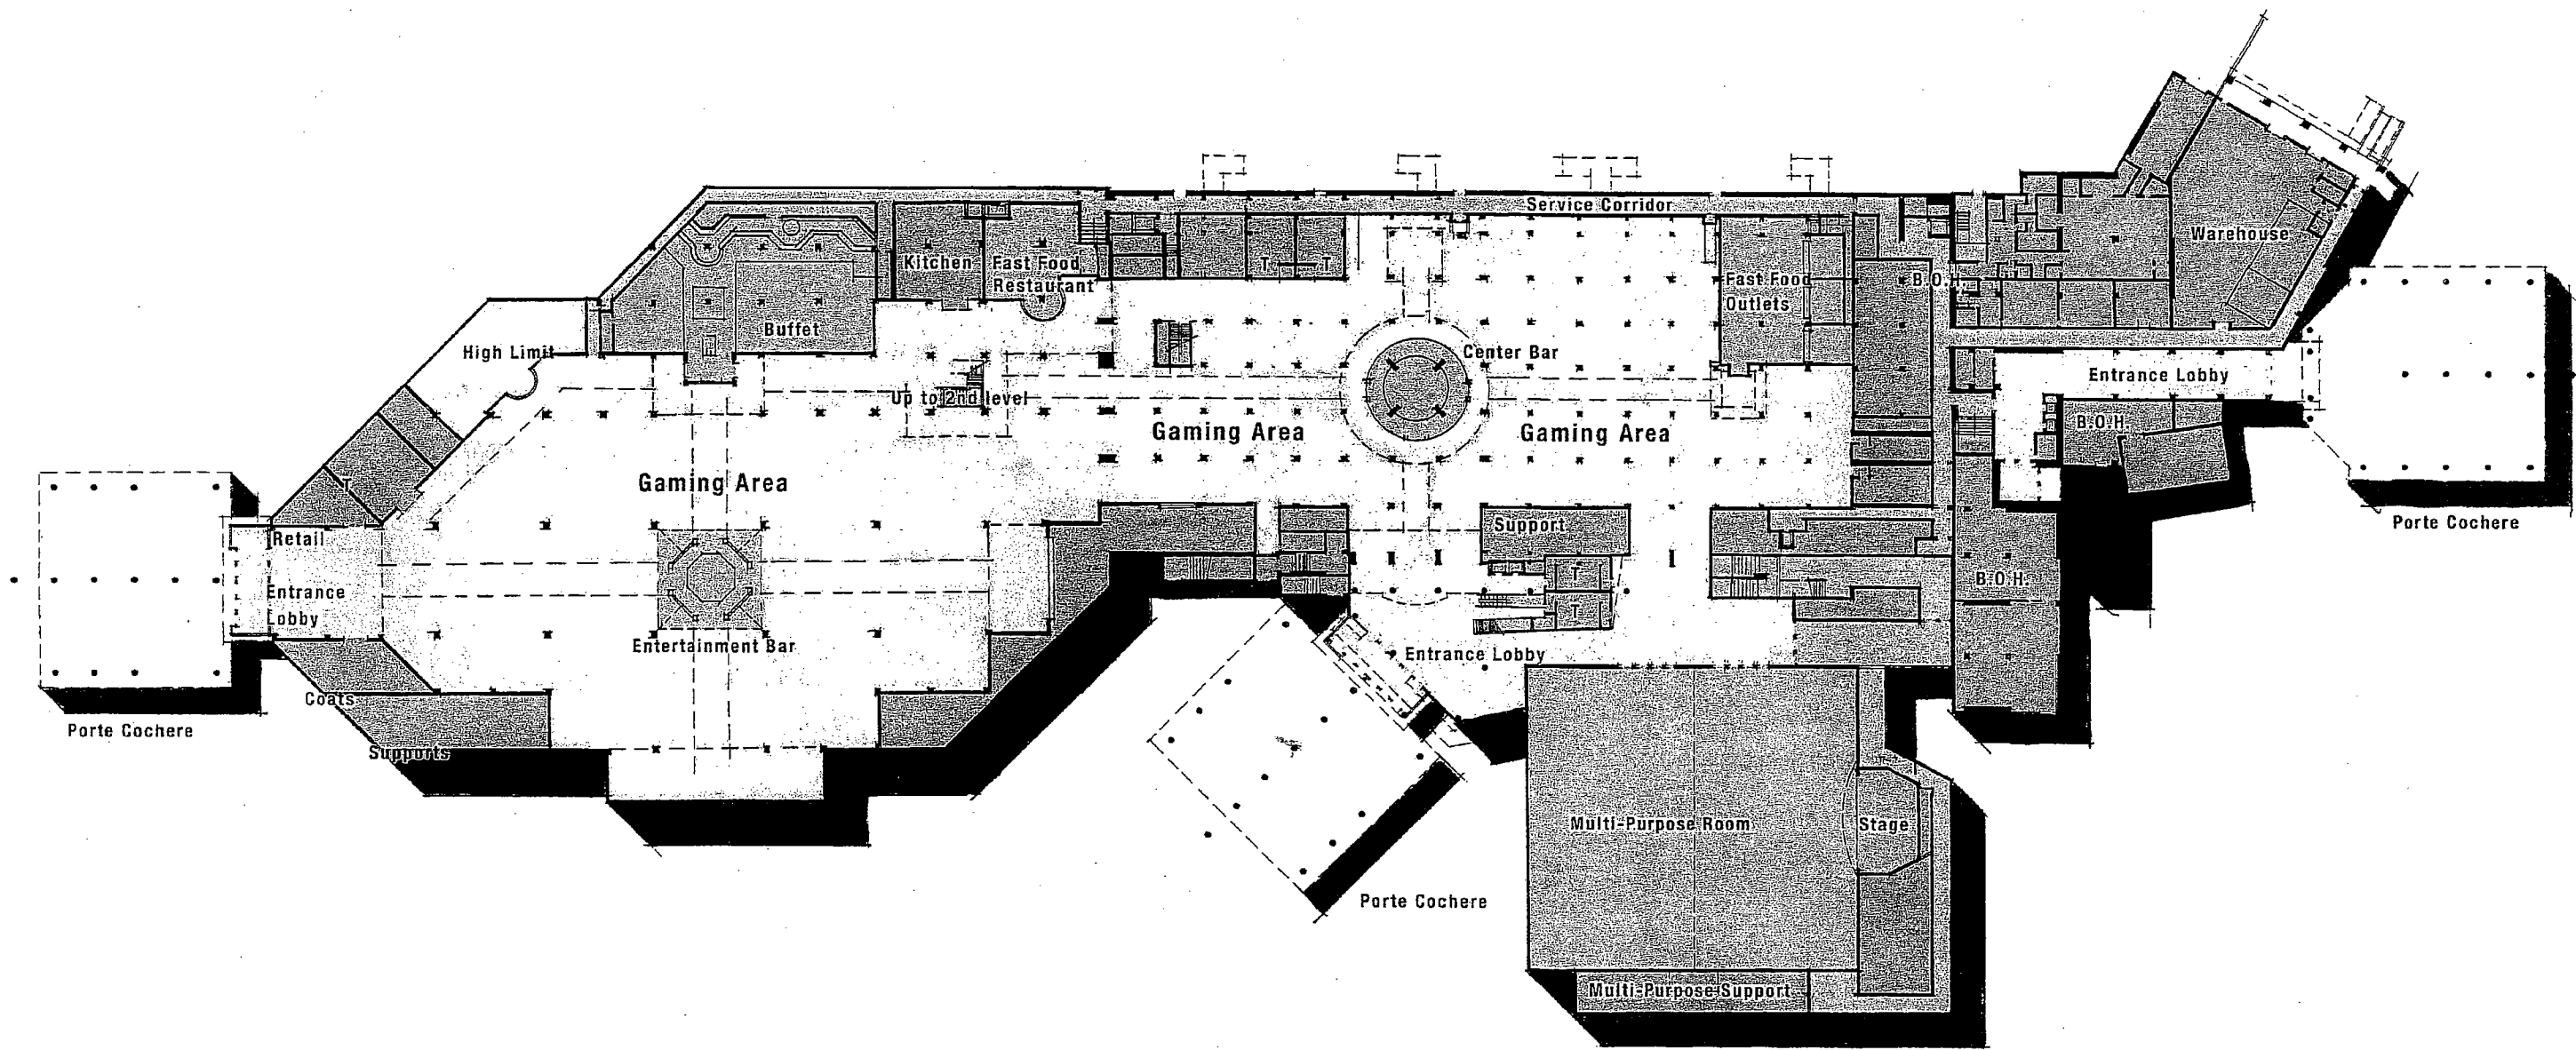 Service Corridor
Warehouse
Kitchen
Fast Food
Restaurant
T
T
Fast Food
Outlets
B.O.H.
Buffet
High Limit
Center Bar
Entrance Lobby
Up to 2nd level
B.O.H.
Gaming Area
Gaming Area
Gaming Area
T
Support
Porte Cochere
Retail
T
B.O.H.
Entrance
Lobby
T
Entertainment Bar
Entrance Lobby
Coats
Porte Cochere
Supports
Multi-Purpose Room
Stage
Porte Cochere
Multi-Purpose Support